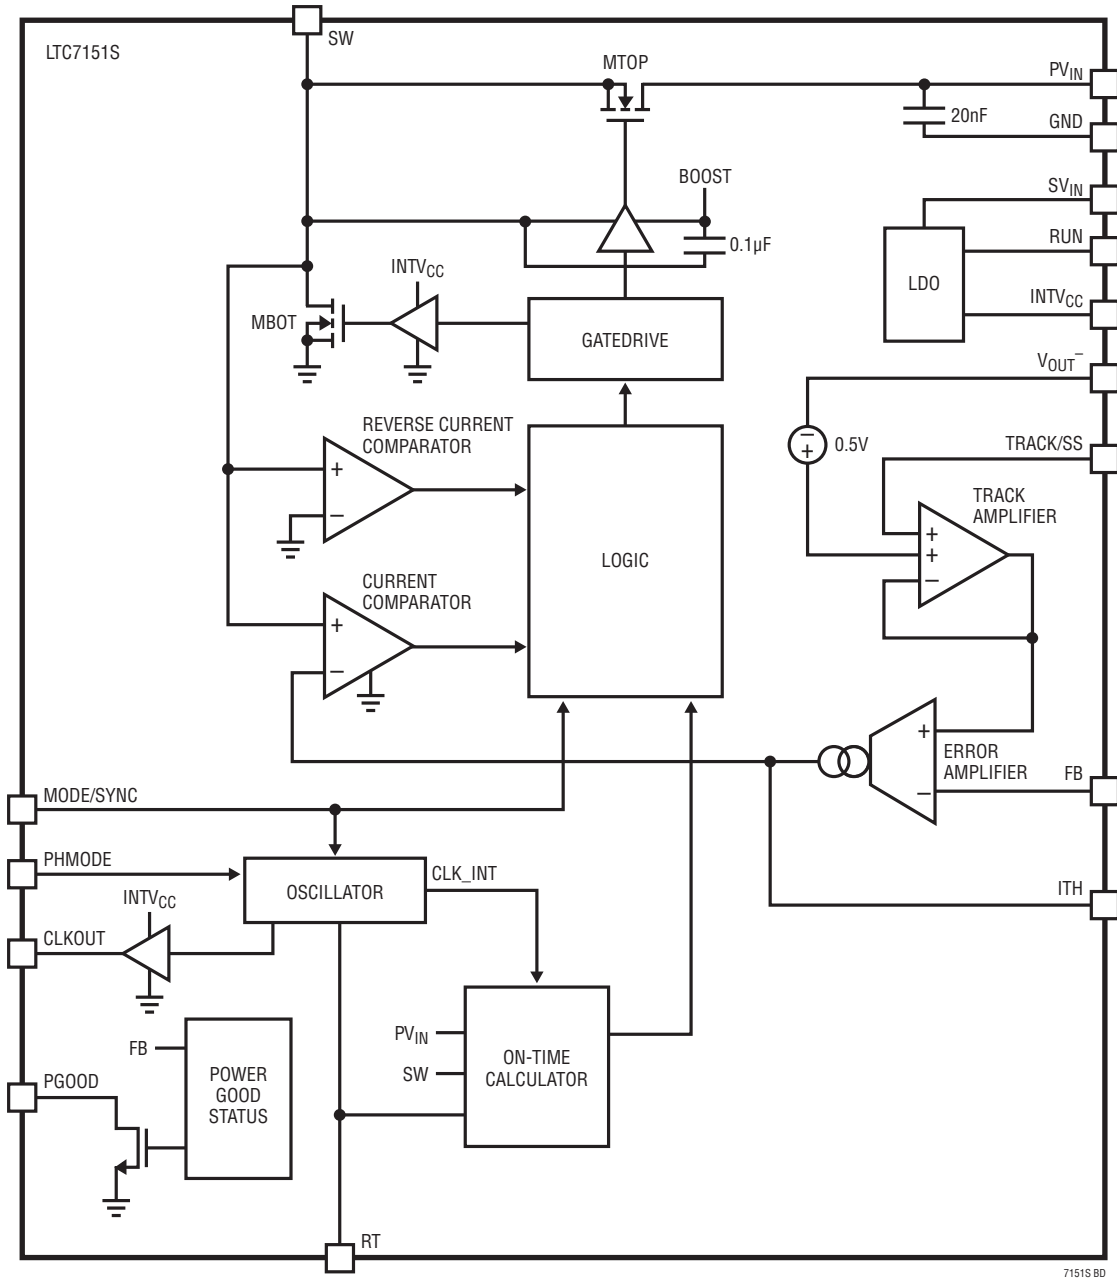 SW
LTC7151S
MTOP
PVIN
20nF
GND
BOOST
SVIN
0.1µF
RUN
INTVCC
LDO
INTVCC
MBOT
GATEDRIVE
VOUT–
REVERSE CURRENT
COMPARATOR
–
+
0.5V
TRACK/SS
+
–
TRACK
AMPLIFIER
+
+
–
LOGIC
CURRENT
COMPARATOR
+
–
+
–
ERROR
AMPLIFIER
FB
MODE/SYNC
PHMODE
OSCILLATOR
CLK_INT
ITH
INTVCC
CLKOUT
PVIN
SW
ON-TIME
CALCULATOR
FB
POWER
GOOD
STATUS
PGOOD
RT
7151S BD